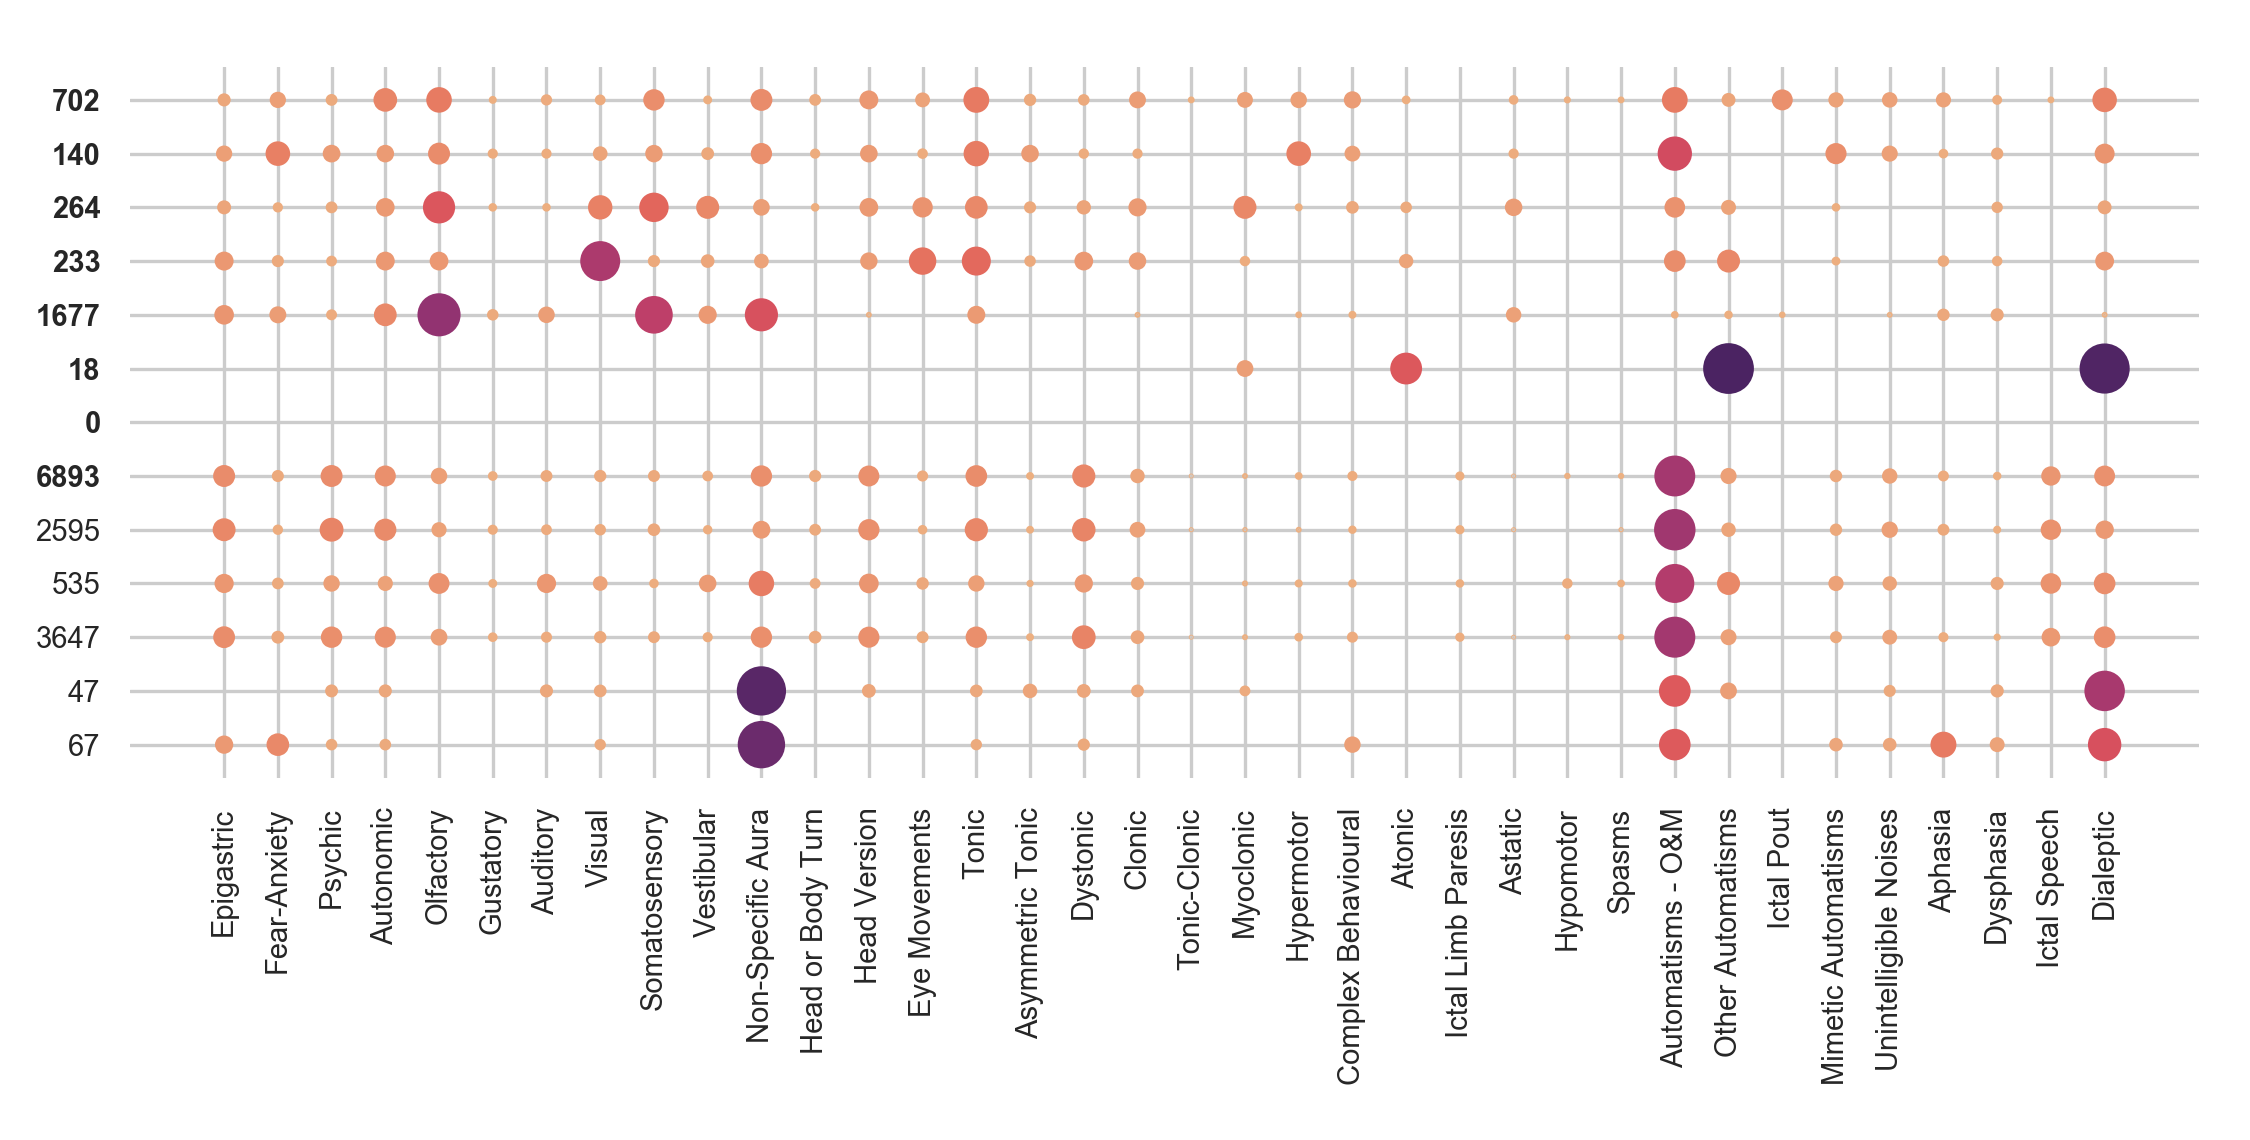 702
140
264
233
1677
18
0
6893
2595
535
3647
47
67
Epigastric
Fear-Anxiety
Psychic
Autonomic
Olfactory
Gustatory
Auditory
Visual
Somatosensory
Vestibular
Non-Specific Aura
Head or Body Turn
Head Version
Eye Movements
Tonic
Asymmetric Tonic
Dystonic
Clonic
Tonic-Clonic
Myoclonic
Hypermotor
Complex Behavioural
Atonic
Ictal Limb Paresis
Astatic
Hypomotor
Spasms
Automatisms - O&M
Other Automatisms
Ictal Pout
Mimetic Automatisms
Unintelligible Noises
Aphasia
Dysphasia
Ictal Speech
Dialeptic